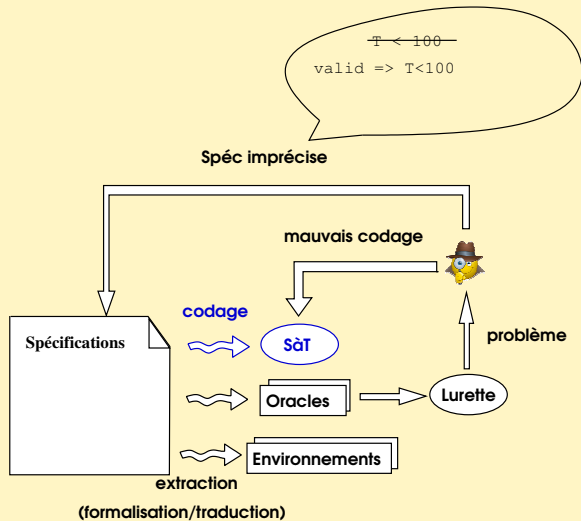 T < 100
valid => T<100
Spéc imprécise
mauvais codage
codage
problème
Spécifications
SàT
Oracles
Lurette
Environnements
extraction
(formalisation/traduction)